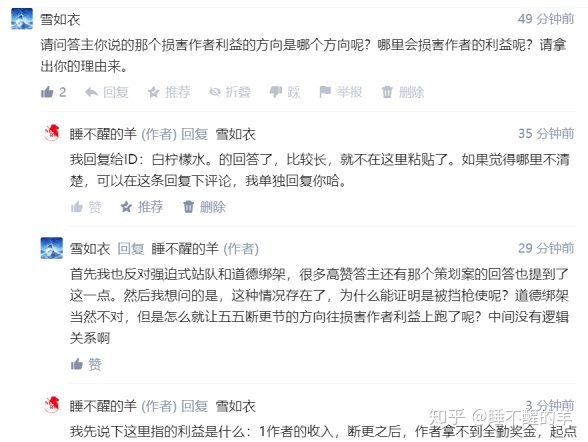 雪如衣 49 分钟前
请问答主你说的那个损害作者利益的方向是哪个方向呢？哪里会损害作者的利益呢？请拿
出你的理由来。
2 回复 推荐 折叠 踩 举报 删除
睡不醒的羊 (作者) 回复 雪如衣 35 分钟前
我回复给ID：白柠檬水。的回答了，比较长，就不在这里粘贴了。如果觉得哪里不清
楚，可以在这条回复下评论，我单独回复你哈。
赞 推荐 删除
雪如衣 回复 睡不醒的羊 (作者) 29 分钟前
首先我也反对强迫式站队和道德绑架，很多高赞答主还有那个策划案的回答也提到了
这一点。然后我想问的是，这种情况存在了，为什么能证明是被挡枪使呢？道德绑架
当然不对，但是怎么就让五五断更节的方向往损害作者利益上跑了呢？中间没有逻辑
关系啊
赞
睡不醒的羊 (作者) 回复 雪如衣 3 分钟前
我先说下这里指的利益是什么：1作者的收入，断更之后，作者拿不到全勤奖金，起点
知乎 @睡不醒的羊